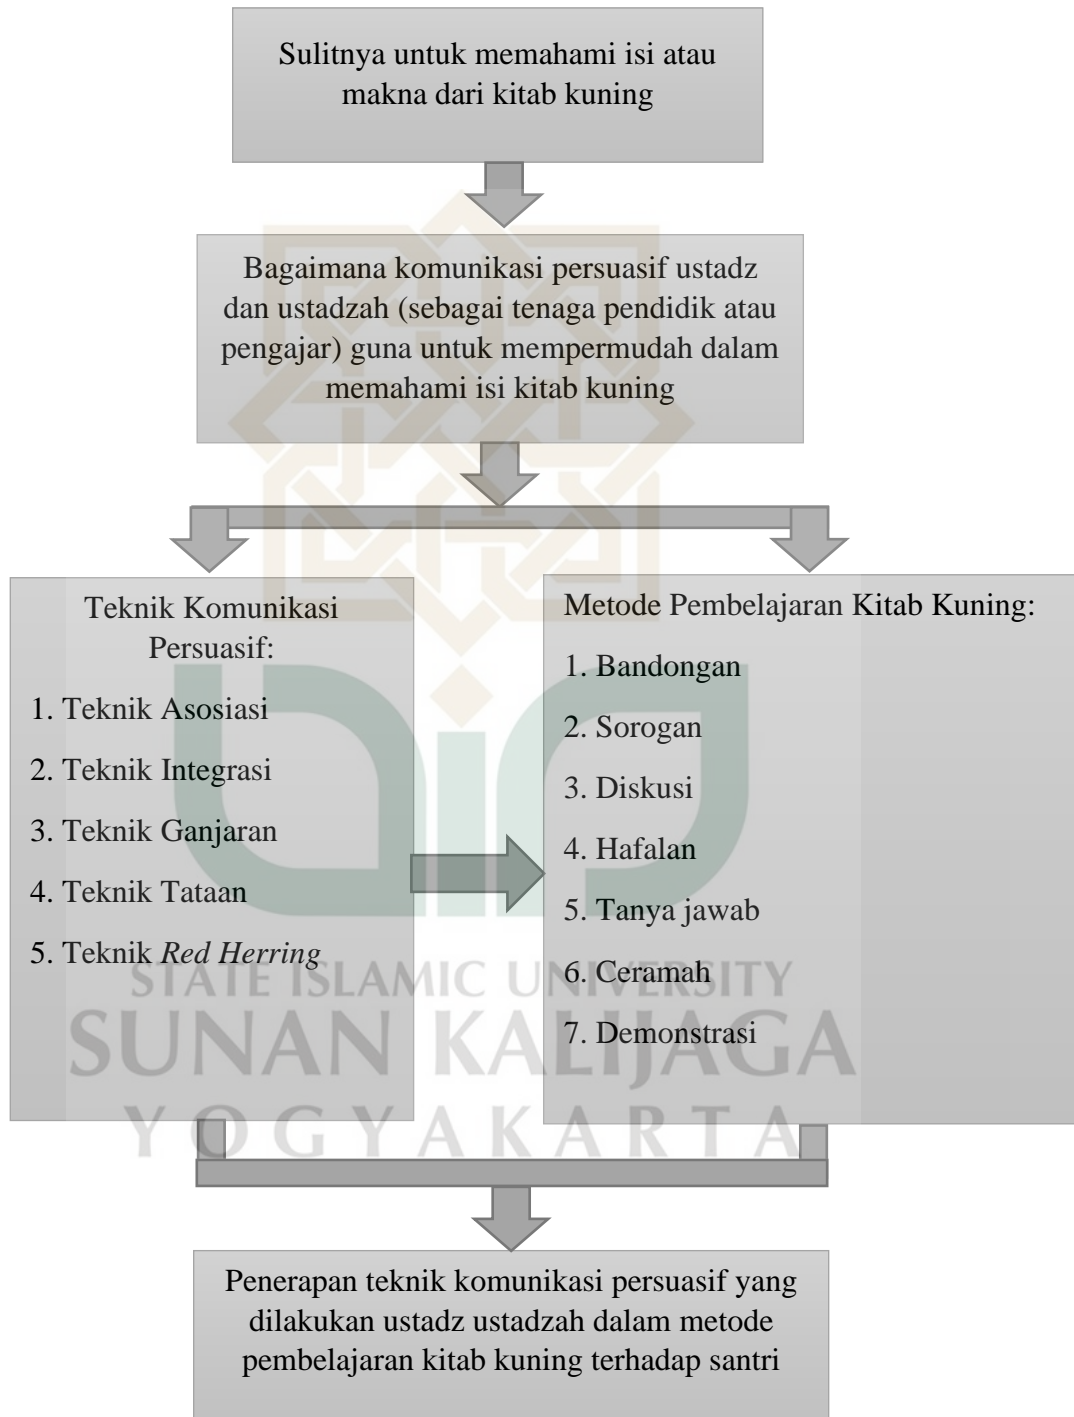 Sulitnya untuk memahami isi atau
makna dari kitab kuning
Bagaimana komunikasi persuasif ustadz
dan ustadzah (sebagai tenaga pendidik atau
pengajar) guna untuk mempermudah dalam
memahami isi kitab kuning
Teknik Komunikasi
Persuasif:
1. Teknik Asosiasi
2. Teknik Integrasi
3. Teknik Ganjaran
4. Teknik Tataan
5. Teknik Red Herring
Metode Pembelajaran Kitab Kuning:
1. Bandongan
2. Sorogan
3. Diskusi
4. Hafalan
5. Tanya jawab
6. Ceramah
7. Demonstrasi
STATE ISLAMIC UNIVERSITY
SUNAN KALIJAGA
YOGYAKARTA
Penerapan teknik komunikasi persuasif yang
dilakukan ustadz ustadzah dalam metode
pembelajaran kitab kuning terhadap santri